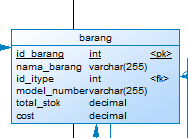 barang
id_barang int <pk>
nama_barang varchar(255)
id_itype int <fk>
model_number varchar(255)
total_stok decimal
cost decimal